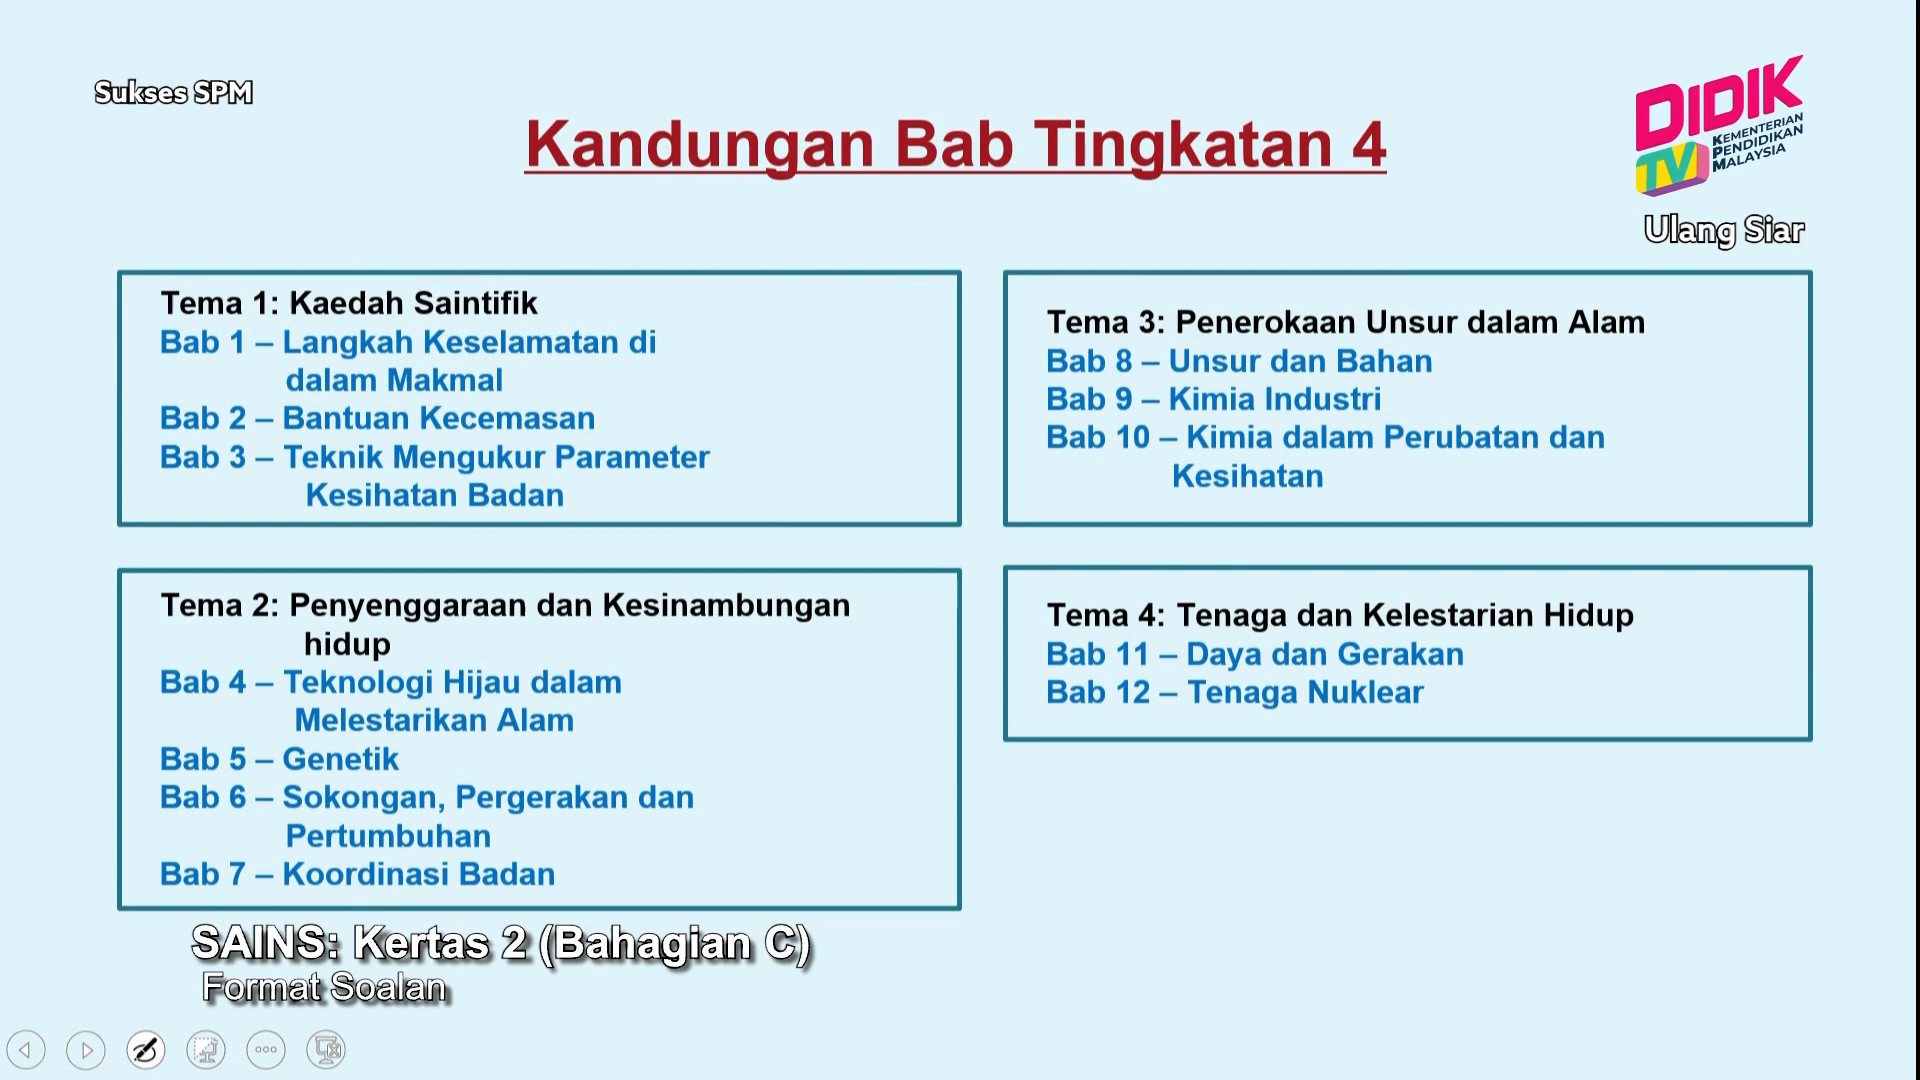 Sukses SPM
Kandungan Bab Tingkatan 4
DIDIK
TV
KEMENTERIAN
PENDIDIKAN
MALAYSIA
Ulang Siar
Tema 1: Kaedah Saintifik
Bab 1 – Langkah Keselamatan di
dalam Makmal
Bab 2 – Bantuan Kecemasan
Bab 3 – Teknik Mengukur Parameter
Kesihatan Badan
Tema 3: Penerokaan Unsur dalam Alam
Bab 8 – Unsur dan Bahan
Bab 9 – Kimia Industri
Bab 10 – Kimia dalam Perubatan dan
Kesihatan
Tema 2: Penyenggaraan dan Kesinambungan
hidup
Bab 4 – Teknologi Hijau dalam
Melestarikan Alam
Bab 5 – Genetik
Bab 6 – Sokongan, Pergerakan dan
Pertumbuhan
Bab 7 – Koordinasi Badan
Tema 4: Tenaga dan Kelestarian Hidup
Bab 11 – Daya dan Gerakan
Bab 12 – Tenaga Nuklear
SAINS: Kertas 2 (Bahagian C)
Format Soalan